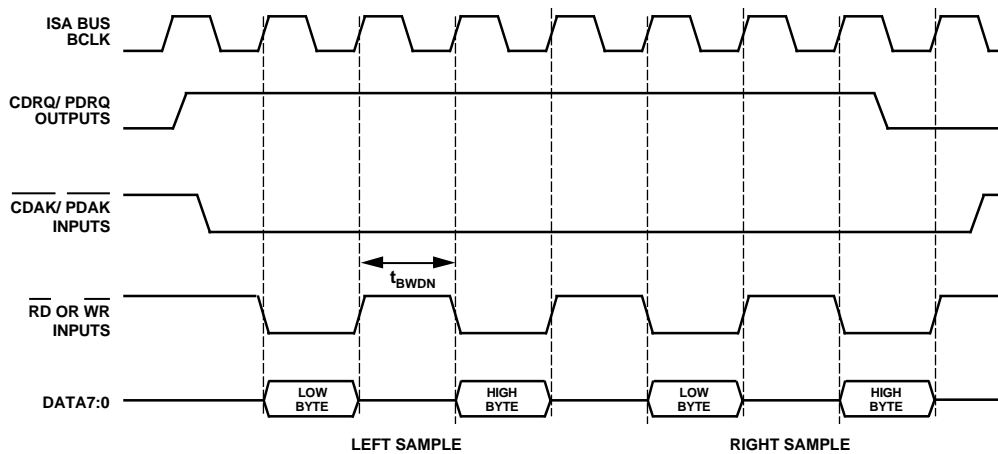 ISA BUS
BCLK
CDRQ/ PDRQ
OUTPUTS
CDAK/ PDAK
INPUTS
tBWDN
RD OR WR
INPUTS
DATA7:0
LOW
BYTE
HIGH
BYTE
LOW
BYTE
HIGH
BYTE
LEFT SAMPLE
RIGHT SAMPLE